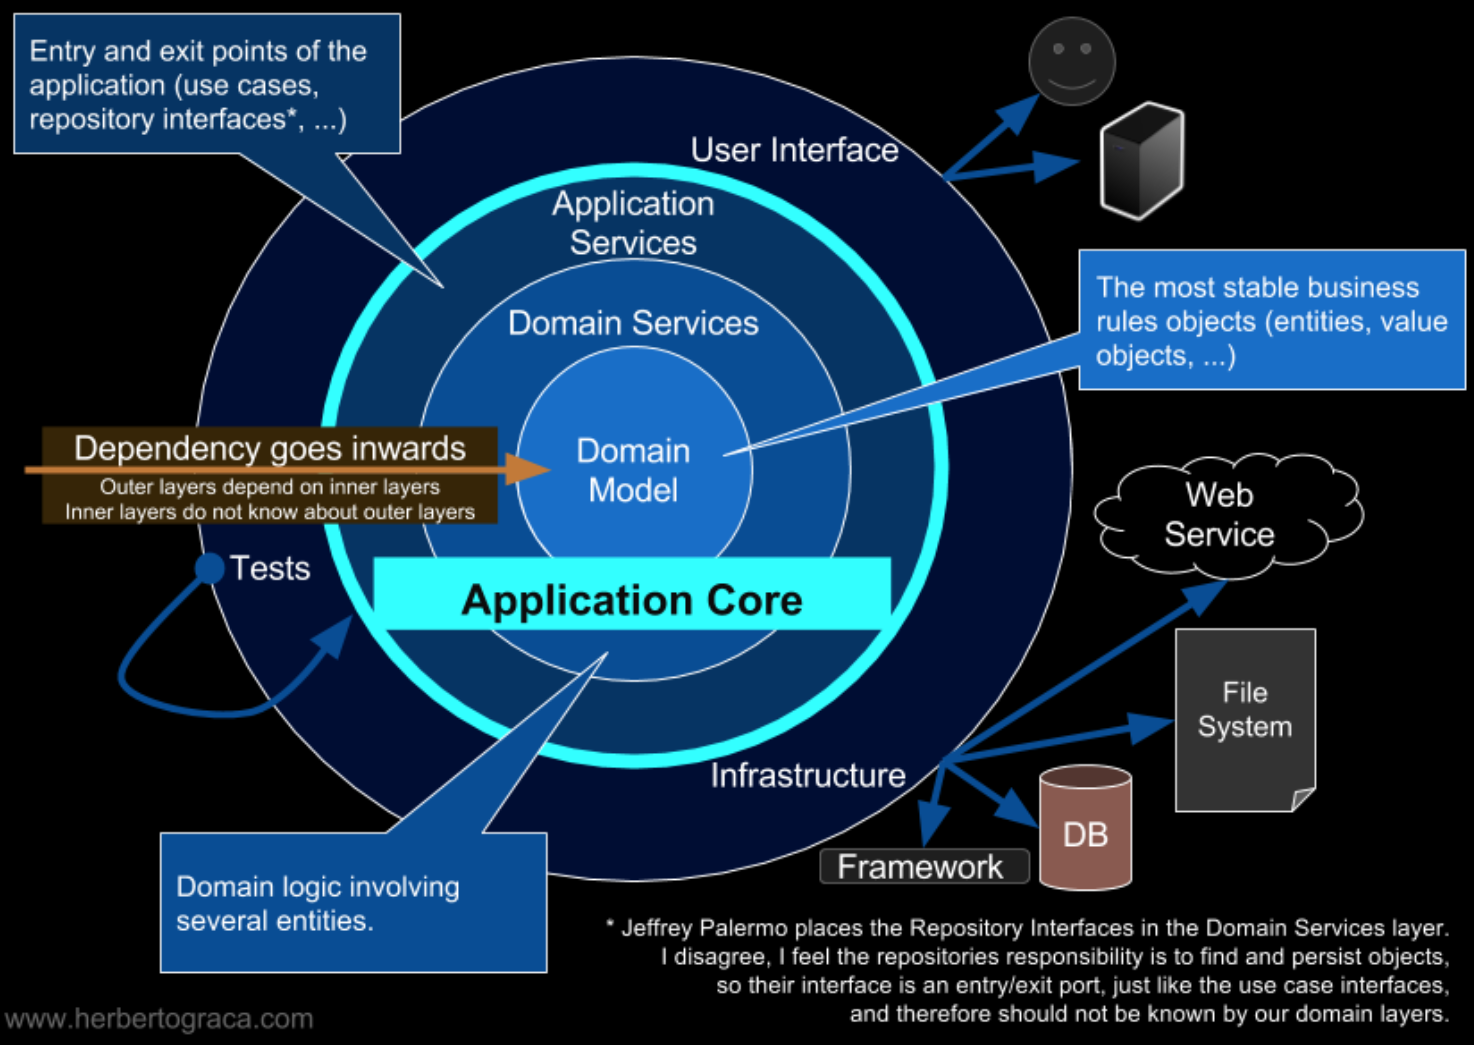 Entry and exit points of the
application (use cases,
repository interfaces*, ...)
User Interface
Application
Services
Domain Services
The most stable business
rules objects (entities, value
objects, ...)
Dependency goes inwards
Outer layers depend on inner layers
Inner layers do not know about outer layers
Domain
Model
Web
Service
Tests
Application Core
File
System
Infrastructure
DB
Framework
Domain logic involving
several entities.
* Jeffrey Palermo places the Repository Interfaces in the Domain Services layer.
I disagree, I feel the repositories responsibility is to find and persist objects,
so their interface is an entry/exit port, just like the use case interfaces,
and therefore should not be known by our domain layers.
www.herbertograca.com